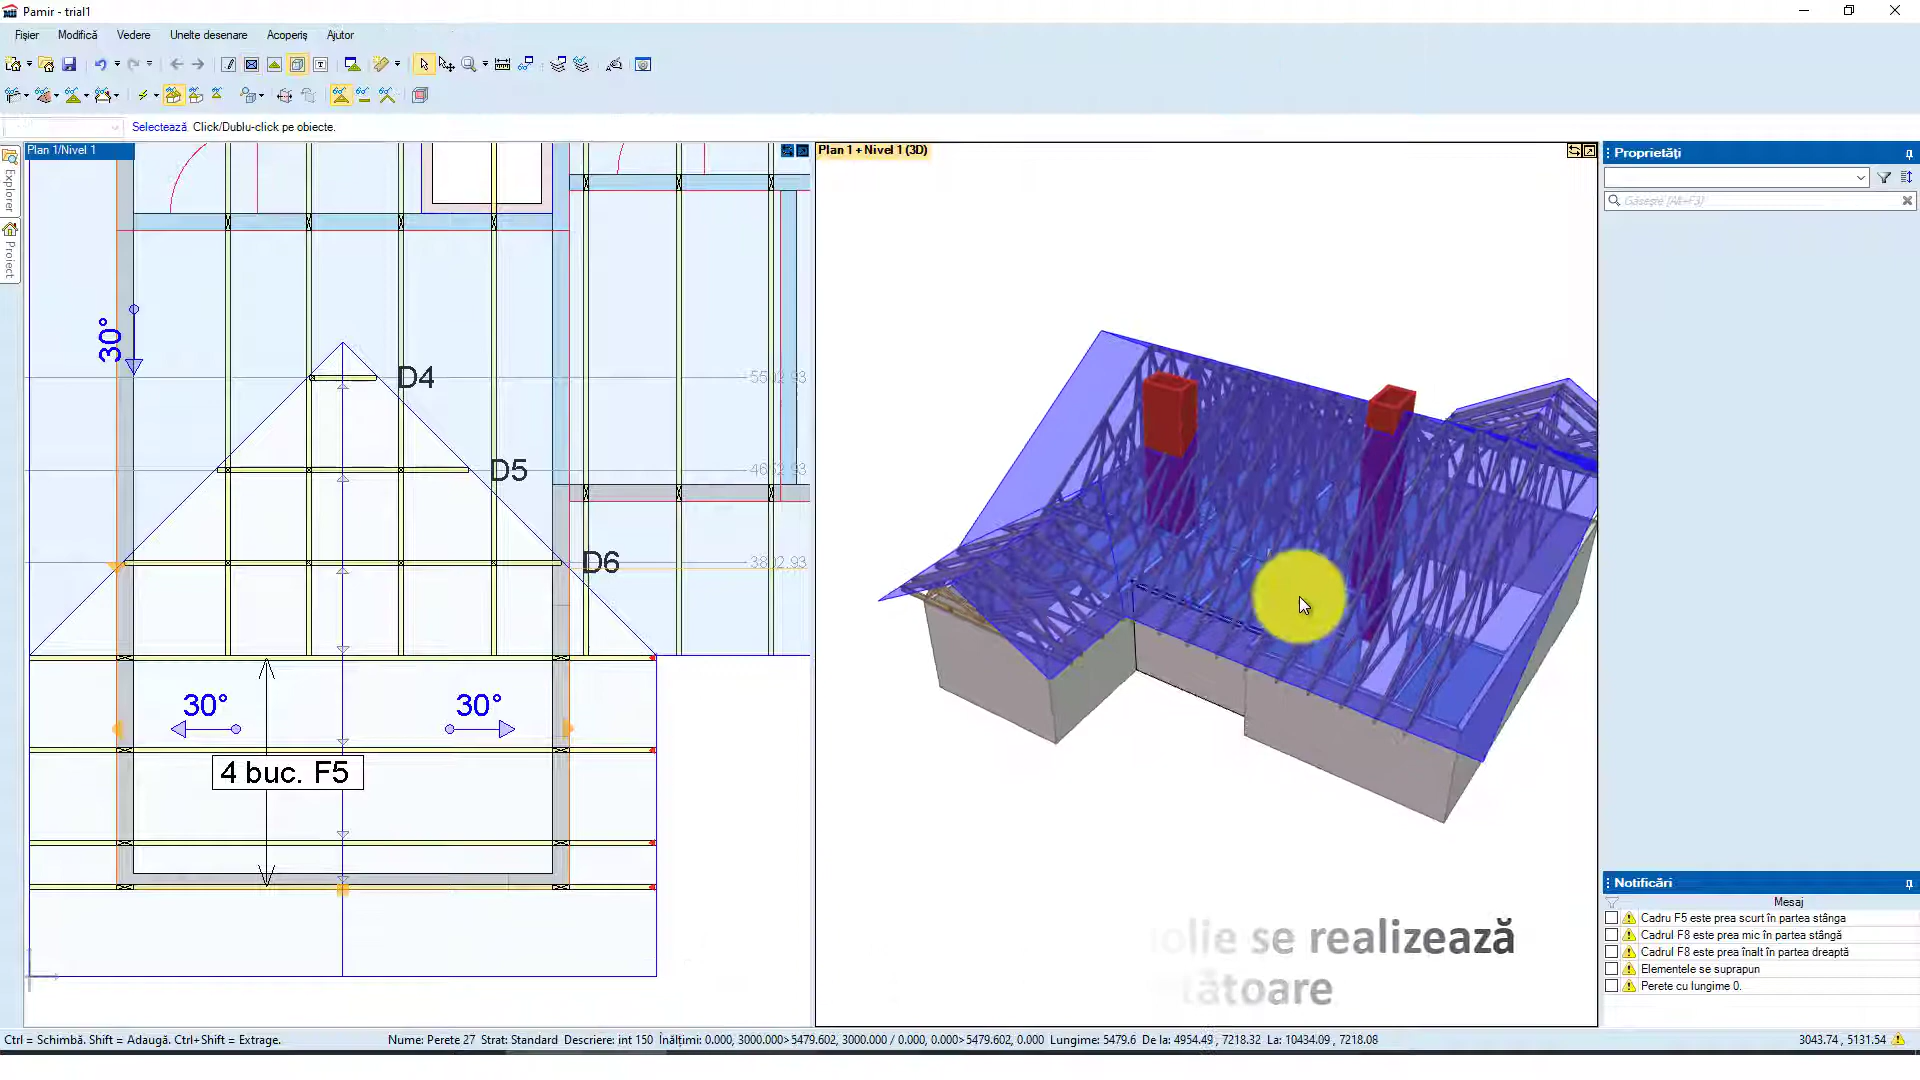 Pamir - trial1
Fișier Modifică Vedere Unelte desenare Acoperiș Ajutor
Selectează Click/Dublu-click pe obiecte.
Plan 1/Nivel 1
Plan 1 + Nivel 1 (3D)
Proprietăți
Găsește [Alt+F3]
Explorer
Proiect
30°
D4
D5
D6
30°
30°
4 buc. F5
se realizează
Notificări
Mesaj
Cadru F5 este prea scurt în partea stânga
Cadrul F8 este prea mic în partea stângă
Cadrul F8 este prea înalt în partea dreaptă
Elementele se suprapun
Perete cu lungime 0.
Ctrl = Schimbă. Shift = Adaugă. Ctrl+Shift = Extrage.
Nume: Perete 27 Strat: Standard Descriere: int 150 Înălțimi: 0.000, 3000.000>5479.602, 3000.000 / 0.000, 0.000>5479.602, 0.000 Lungime: 5479.6 De la: 4954.49 , 7218.32 La: 10434.09 , 7218.08
3043.74 , 5131.54